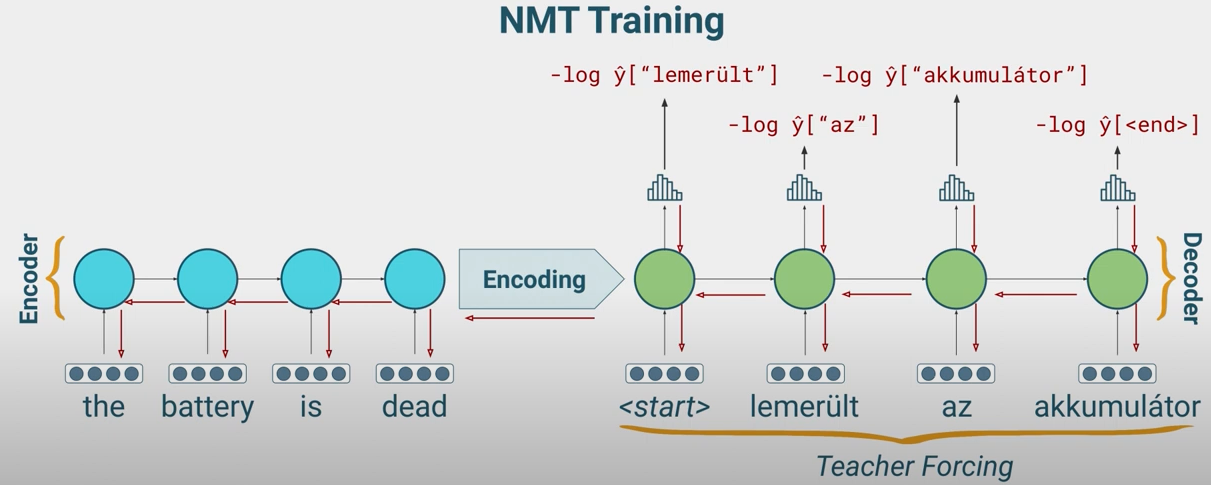 NMT Training
-log ŷ["lemerült"]
-log ŷ["az"]
-log ŷ["akkumulátor"]
-log ŷ[<end>]
Encoder
Encoding
Decoder
the battery is dead
<start> lemerült az akkumulátor
Teacher Forcing